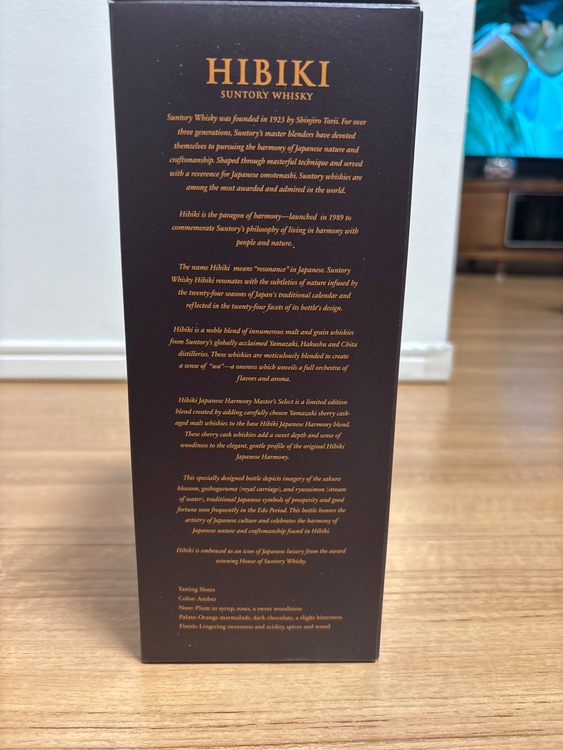 HIBIKI
SUNTORY WHISKY
Suntory Whisky was founded in 1923 by Shinjiro Torii. For over
three generations, Suntory's master blenders have devoted
themselves to pursuing the harmony of Japanese nature and
craftsmanship. Shaped through masterful technique and served
with a reverence for Japanese omotenashi, Suntory whiskies are
among the most awarded and admired in the world.
Hibiki is the paragon of harmony—launched in 1989 to
commemorate Suntory's philosophy of living in harmony with
people and nature.
The name Hibiki means "resonance" in Japanese. Suntory
Whisky Hibiki resonates with the subtleties of nature infused by
the twenty-four seasons of Japan's traditional calendar and
reflected in the twenty-four facets of its bottle's design.
Hibiki is a noble blend of innumerous malt and grain whiskies
from Suntory's globally acclaimed Yamazaki, Hakushu and Chita
distilleries. These whiskies are meticulously blended to create
a sense of "wa"—a oneness which unveils a full orchestra of
flavors and aroma.
Hibiki Japanese Harmony Master's Select is a limited edition
blend created by adding carefully chosen Yamazaki sherry cask-
aged malt whiskies to the base Hibiki Japanese Harmony blend.
These sherry cask whiskies add a sweet depth and sense of
woodiness to the elegant, gentle profile of the original Hibiki
Japanese Harmony.
This specially designed bottle depicts imagery of the sakura
blossom, goshoguruma (royal carriage), and ryusuimon (stream
of water), traditional Japanese symbols of prosperity and good
fortune seen frequently in the Edo Period. This bottle honors the
artistry of Japanese culture and celebrates the harmony of
Japanese nature and craftsmanship found in Hibiki.
Hibiki is embraced as an icon of Japanese luxury from the award
winning House of Suntory Whisky.
Tasting Notes
Color: Amber
Nose: Plum in syrup, roses, a sweet woodiness
Palate: Orange marmalade, dark chocolate, a slight bitterness
Finish: Lingering sweetness and acidity, spices and wood